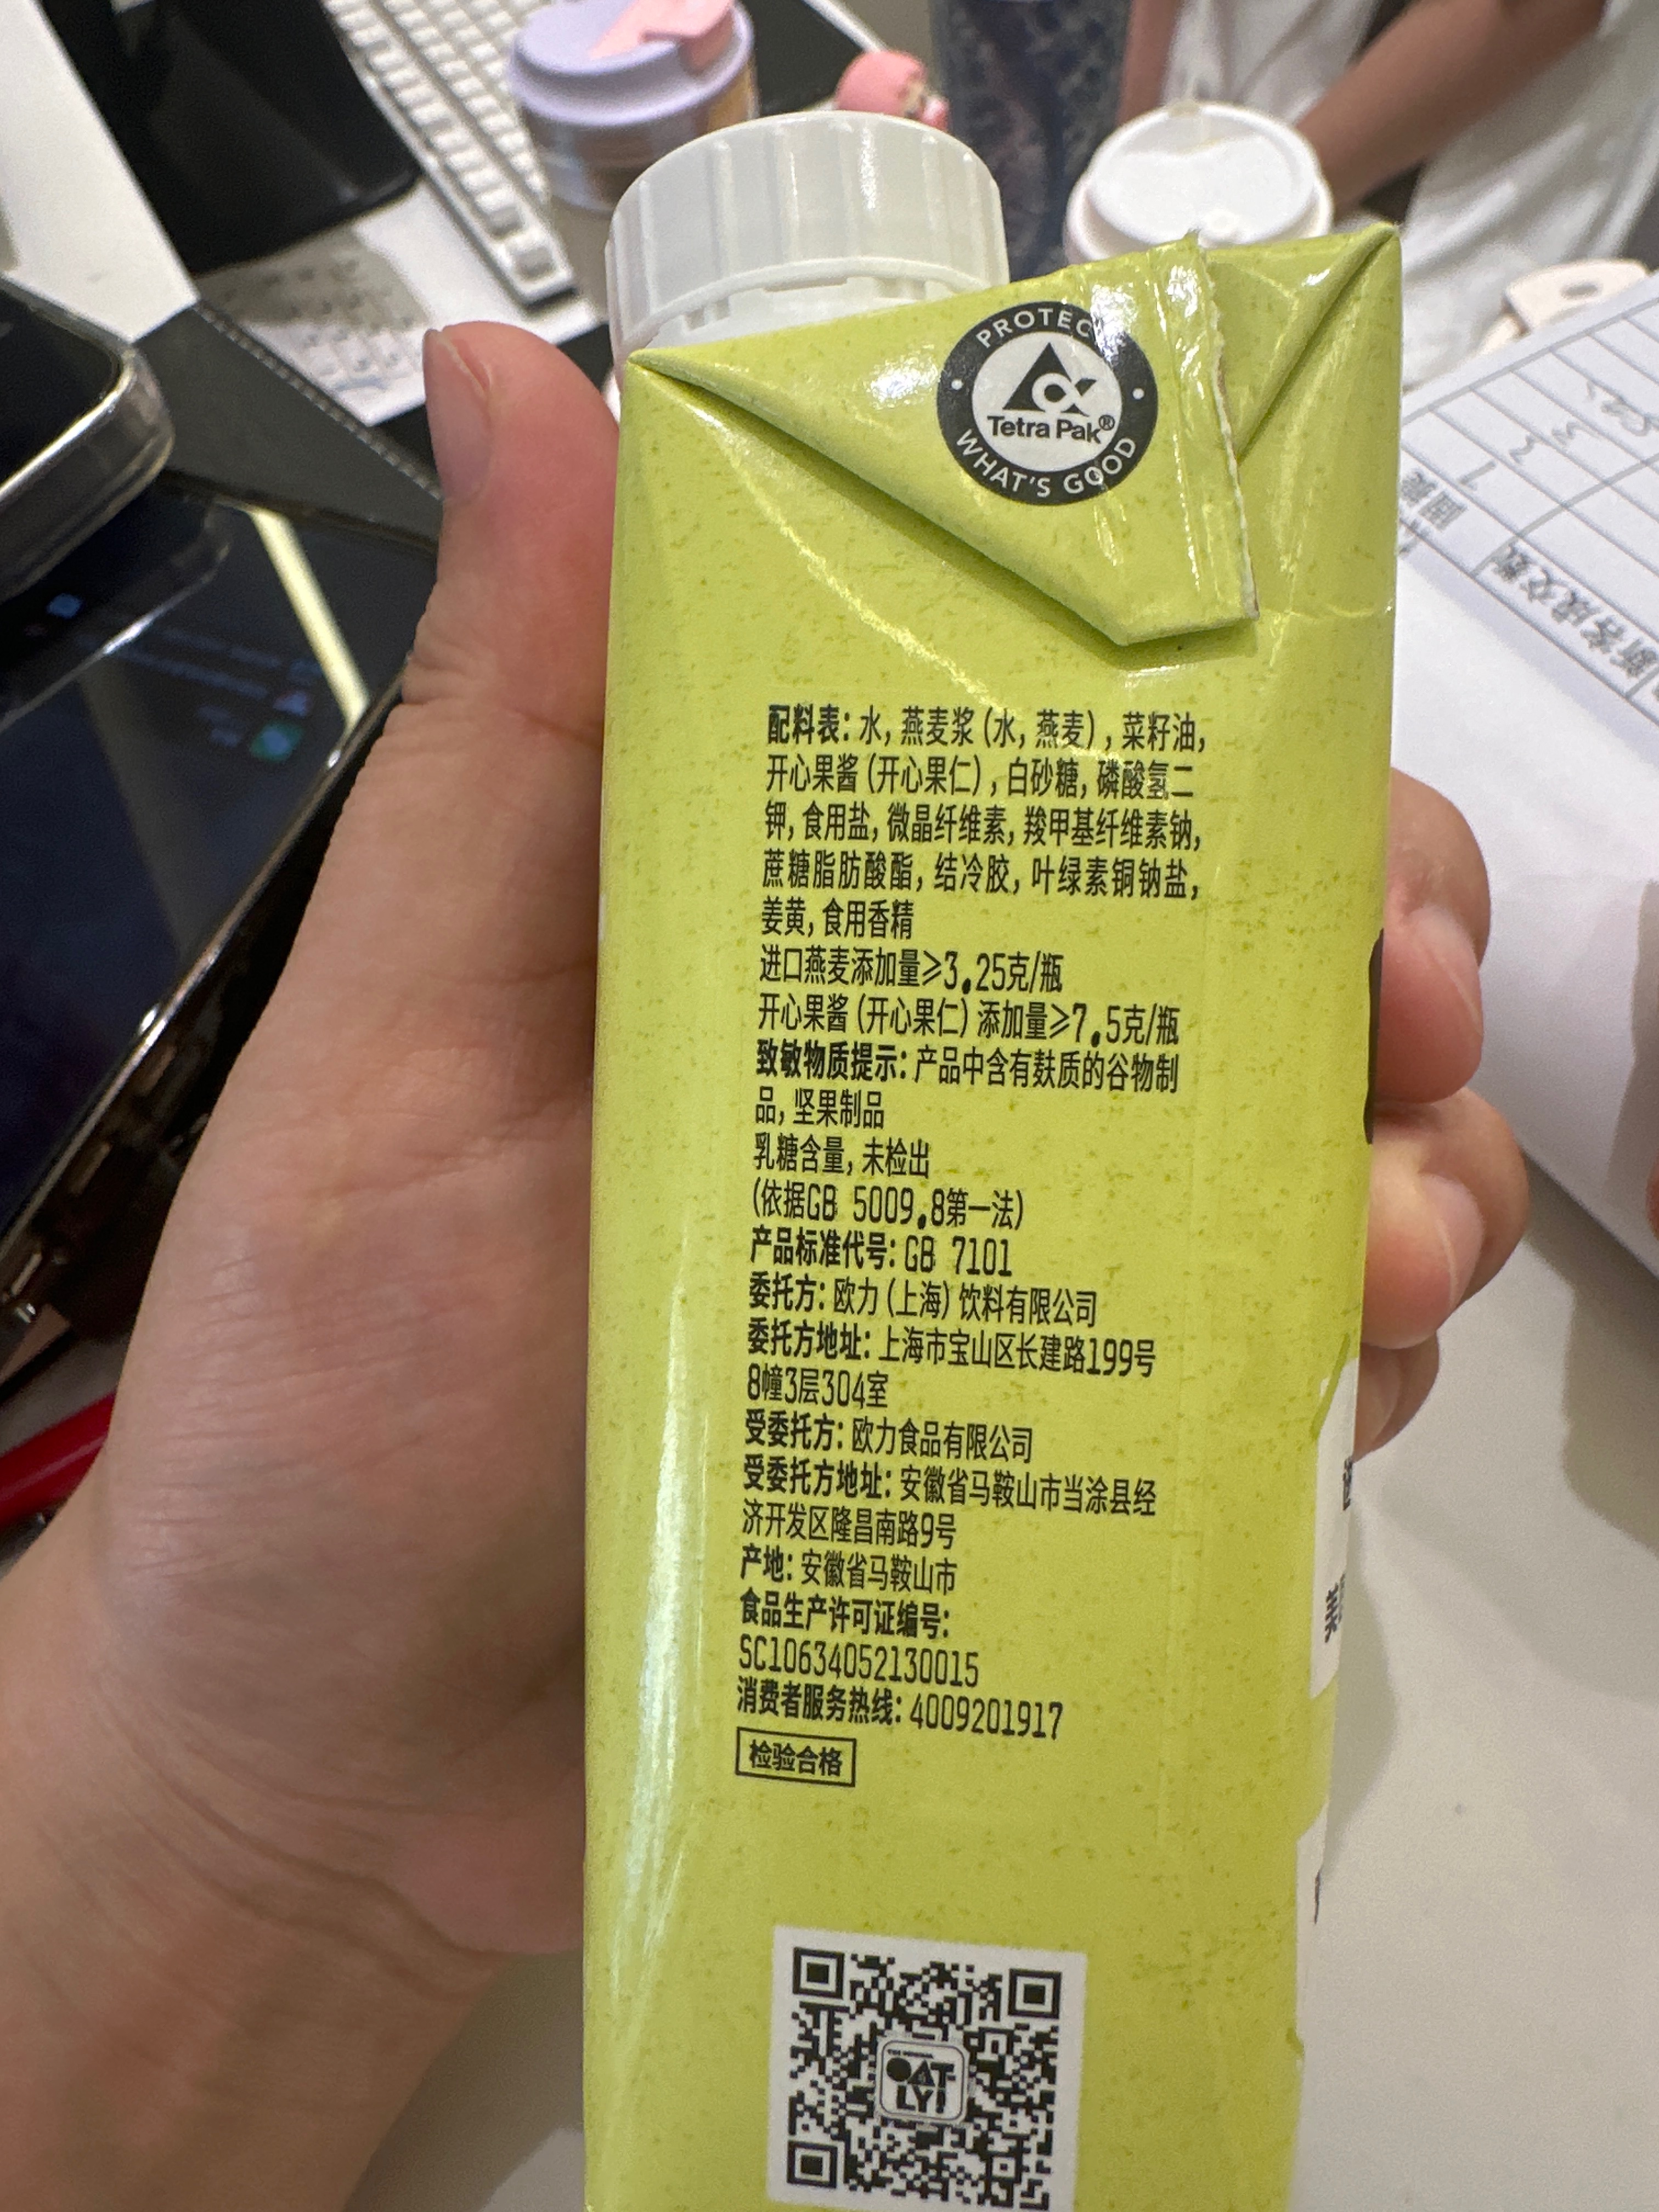 PROTECTS
Tetra Pak®
WHAT'S GOOD
配料表: 水, 燕麦浆 (水, 燕麦) , 菜籽油,
开心果酱 (开心果仁) , 白砂糖, 磷酸氢二
钾, 食用盐, 微晶纤维素, 羧甲基纤维素钠,
蔗糖脂肪酸酯, 结冷胶, 叶绿素铜钠盐,
姜黄, 食用香精
进口燕麦添加量≥3.25克/瓶
开心果酱 (开心果仁) 添加量≥7.5克/瓶
致敏物质提示: 产品中含有麸质的谷物制
品, 坚果制品
乳糖含量, 未检出
(依据GB 5009.8第一法)
产品标准代号: GB 7101
委托方: 欧力 (上海) 饮料有限公司
委托方地址: 上海市宝山区长建路199号
8幢3层304室
受委托方: 欧力食品有限公司
受委托方地址: 安徽省马鞍山市当涂县经
济开发区隆昌南路9号
产地: 安徽省马鞍山市
食品生产许可证编号:
SC10634052130015
消费者服务热线: 4009201917
检验合格
OAT-
LY!
新客成交数